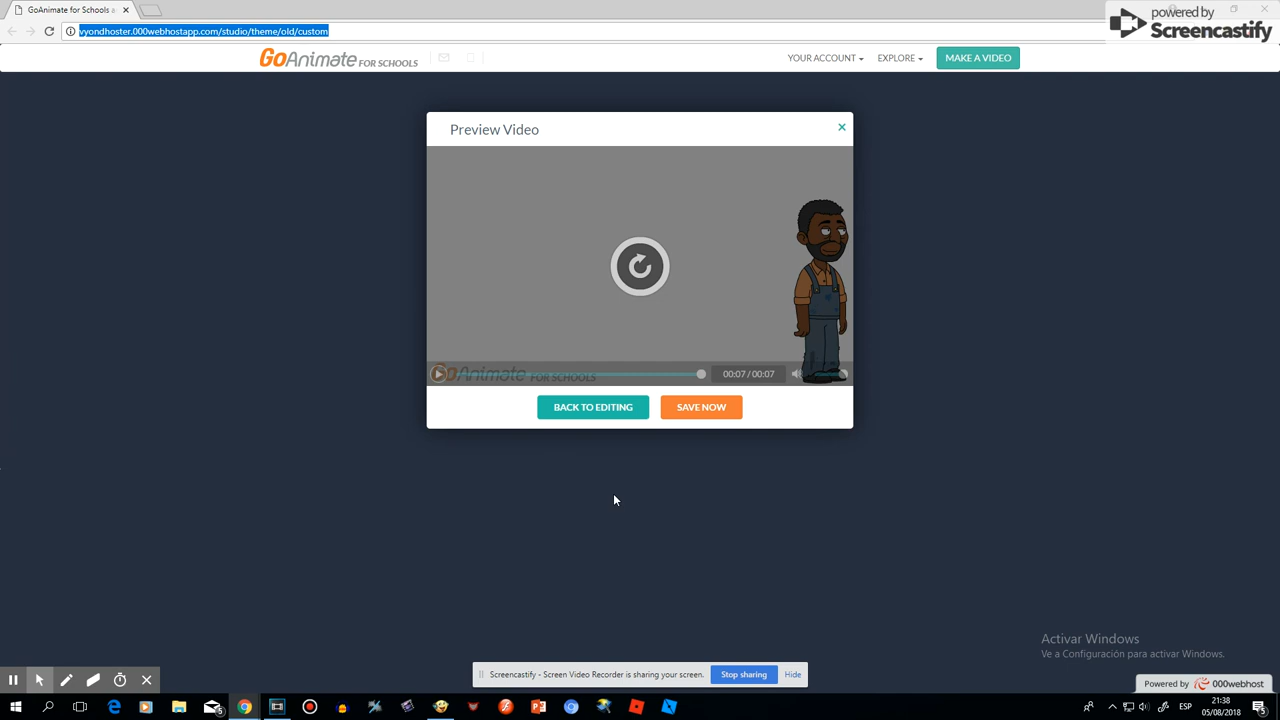 GoAnimate for Schools a
vyondhoster.000webhostapp.com/studio/theme/old/custom
powered by
Screencastify
GoAnimate FOR SCHOOLS
YOUR ACCOUNT
EXPLORE
MAKE A VIDEO
Preview Video
GoAnimate FOR SCHOOLS
00:07 / 00:07
BACK TO EDITING
SAVE NOW
Activar Windows
Ve a Configuración para activar Windows.
Screencastify - Screen Video Recorder is sharing your screen.
Stop sharing
Hide
Powered by 000webhost
ESP
21:38
05/08/2018